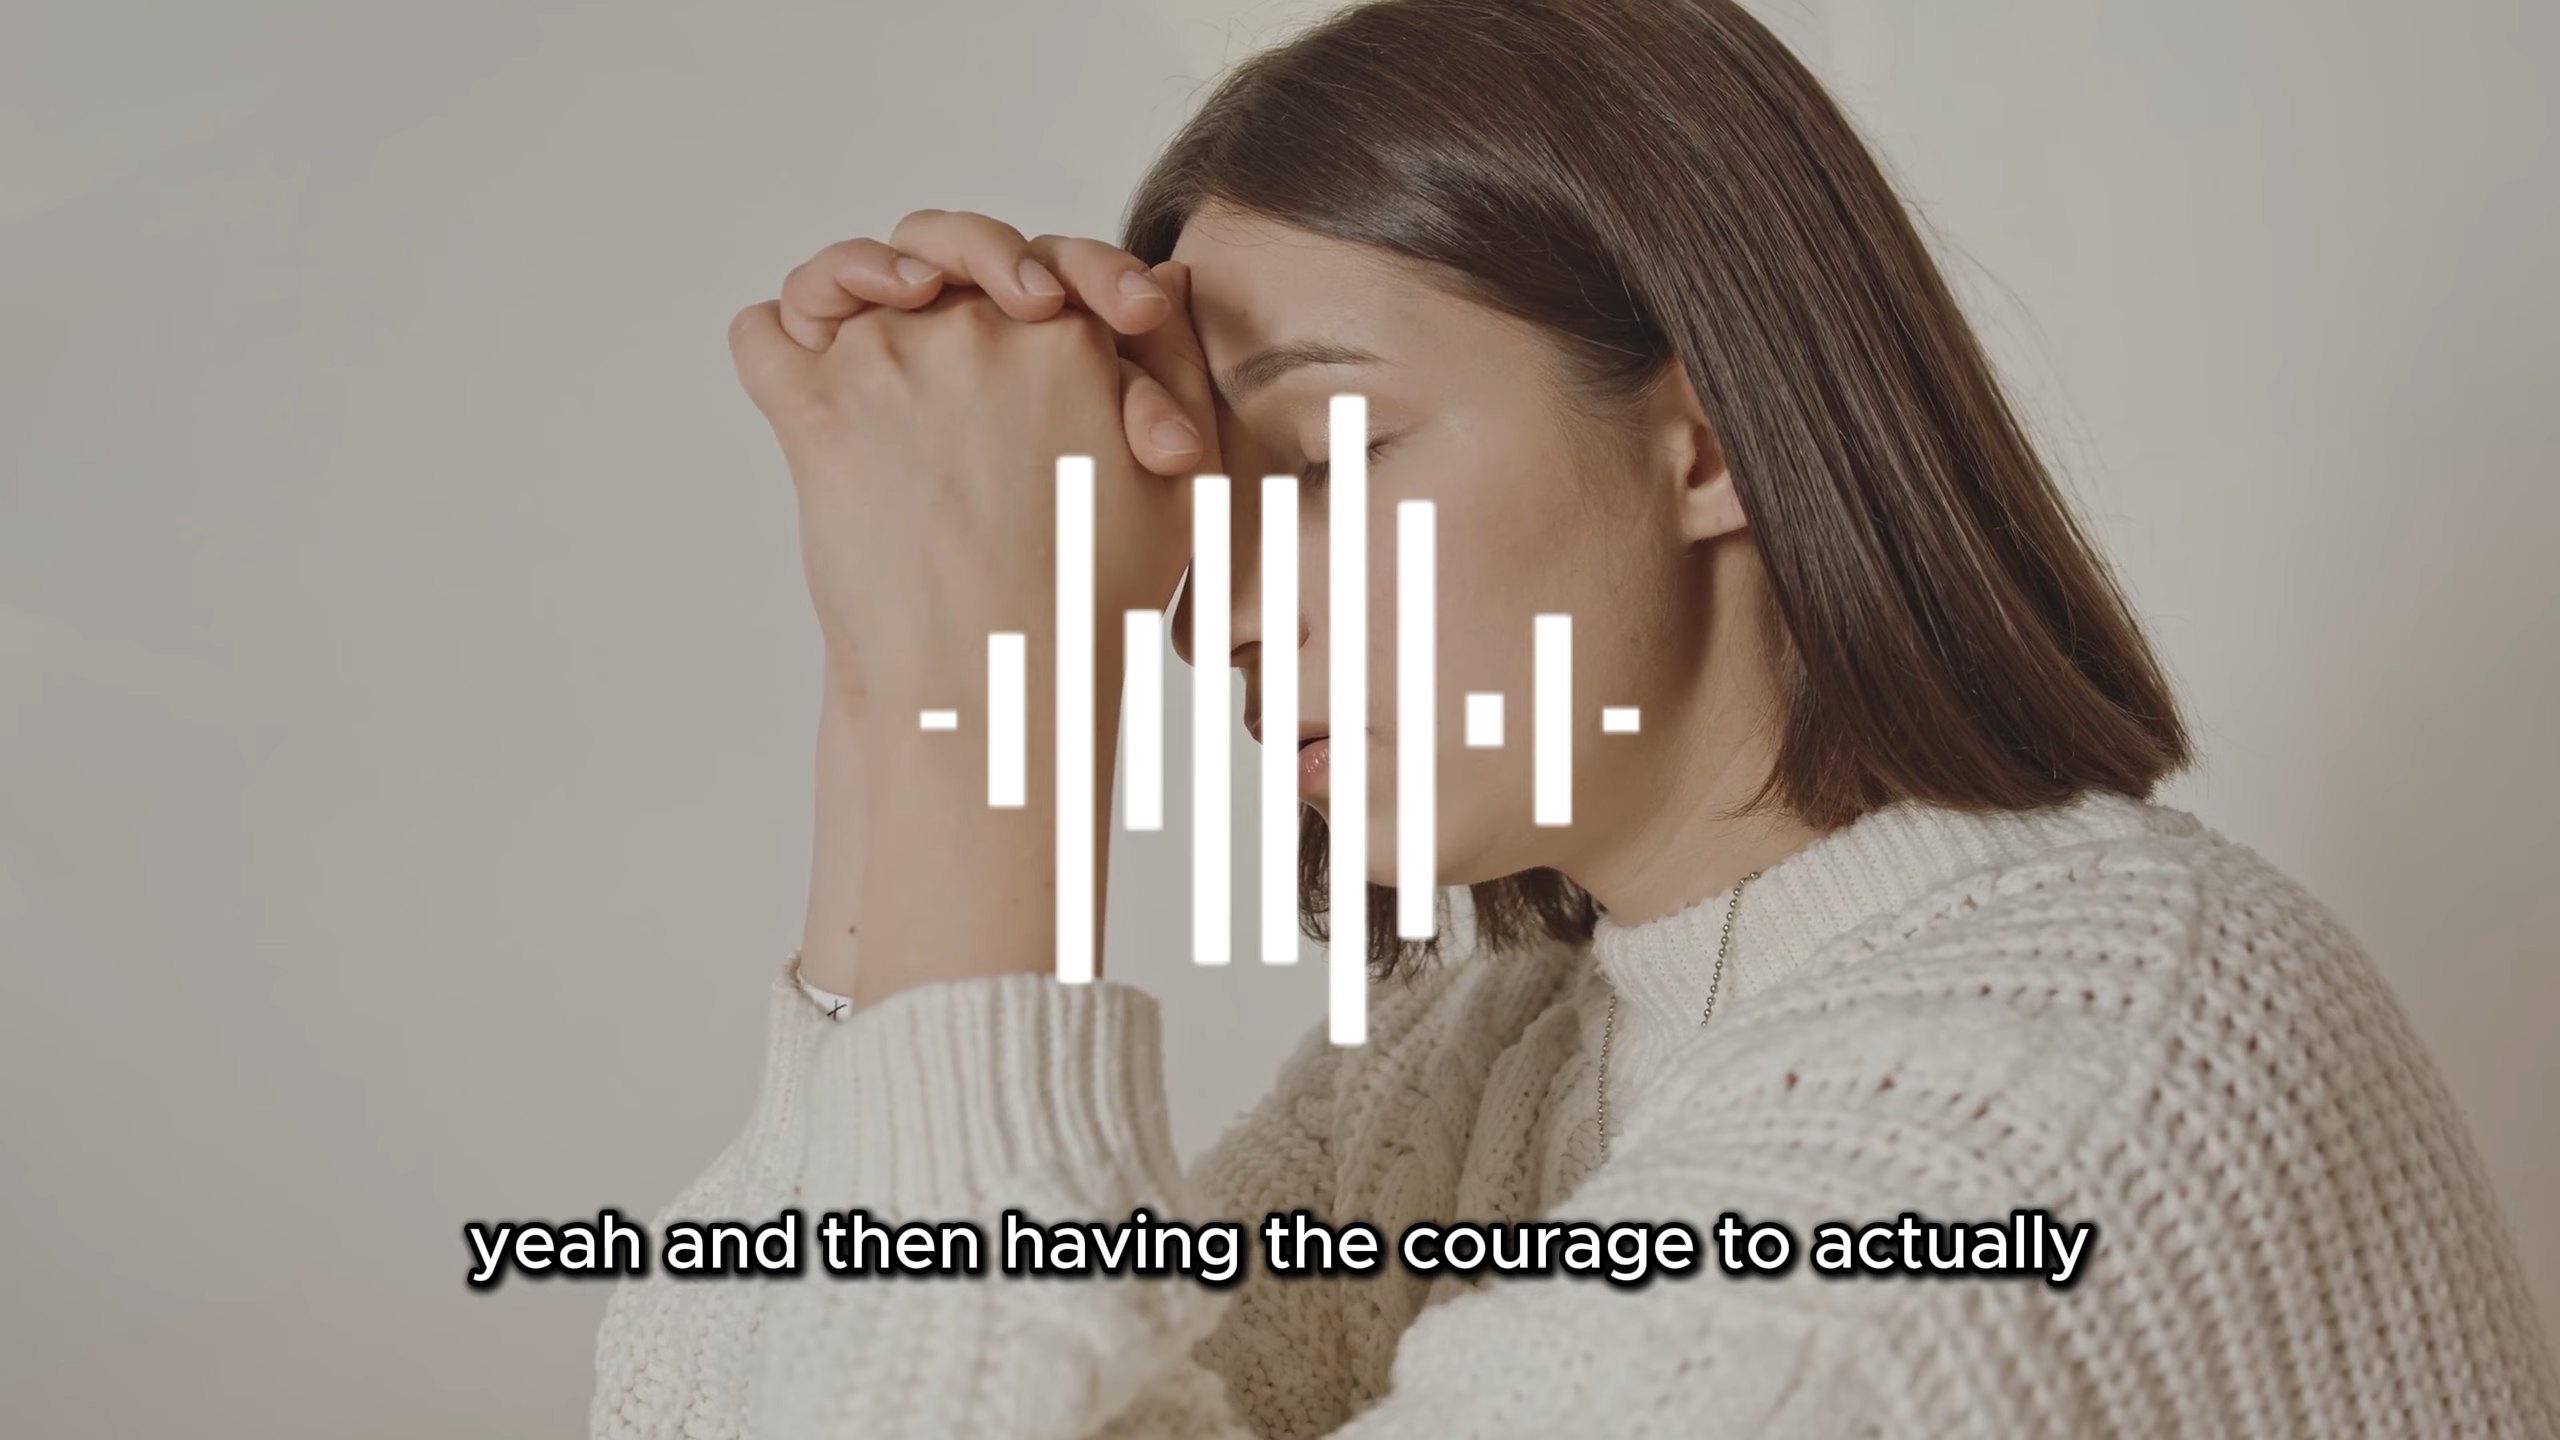 yeah and then having the courage to actually